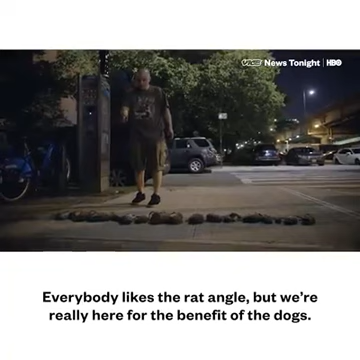 VICE News Tonight | HBO
Everybody likes the rat angle, but we're
really here for the benefit of the dogs.